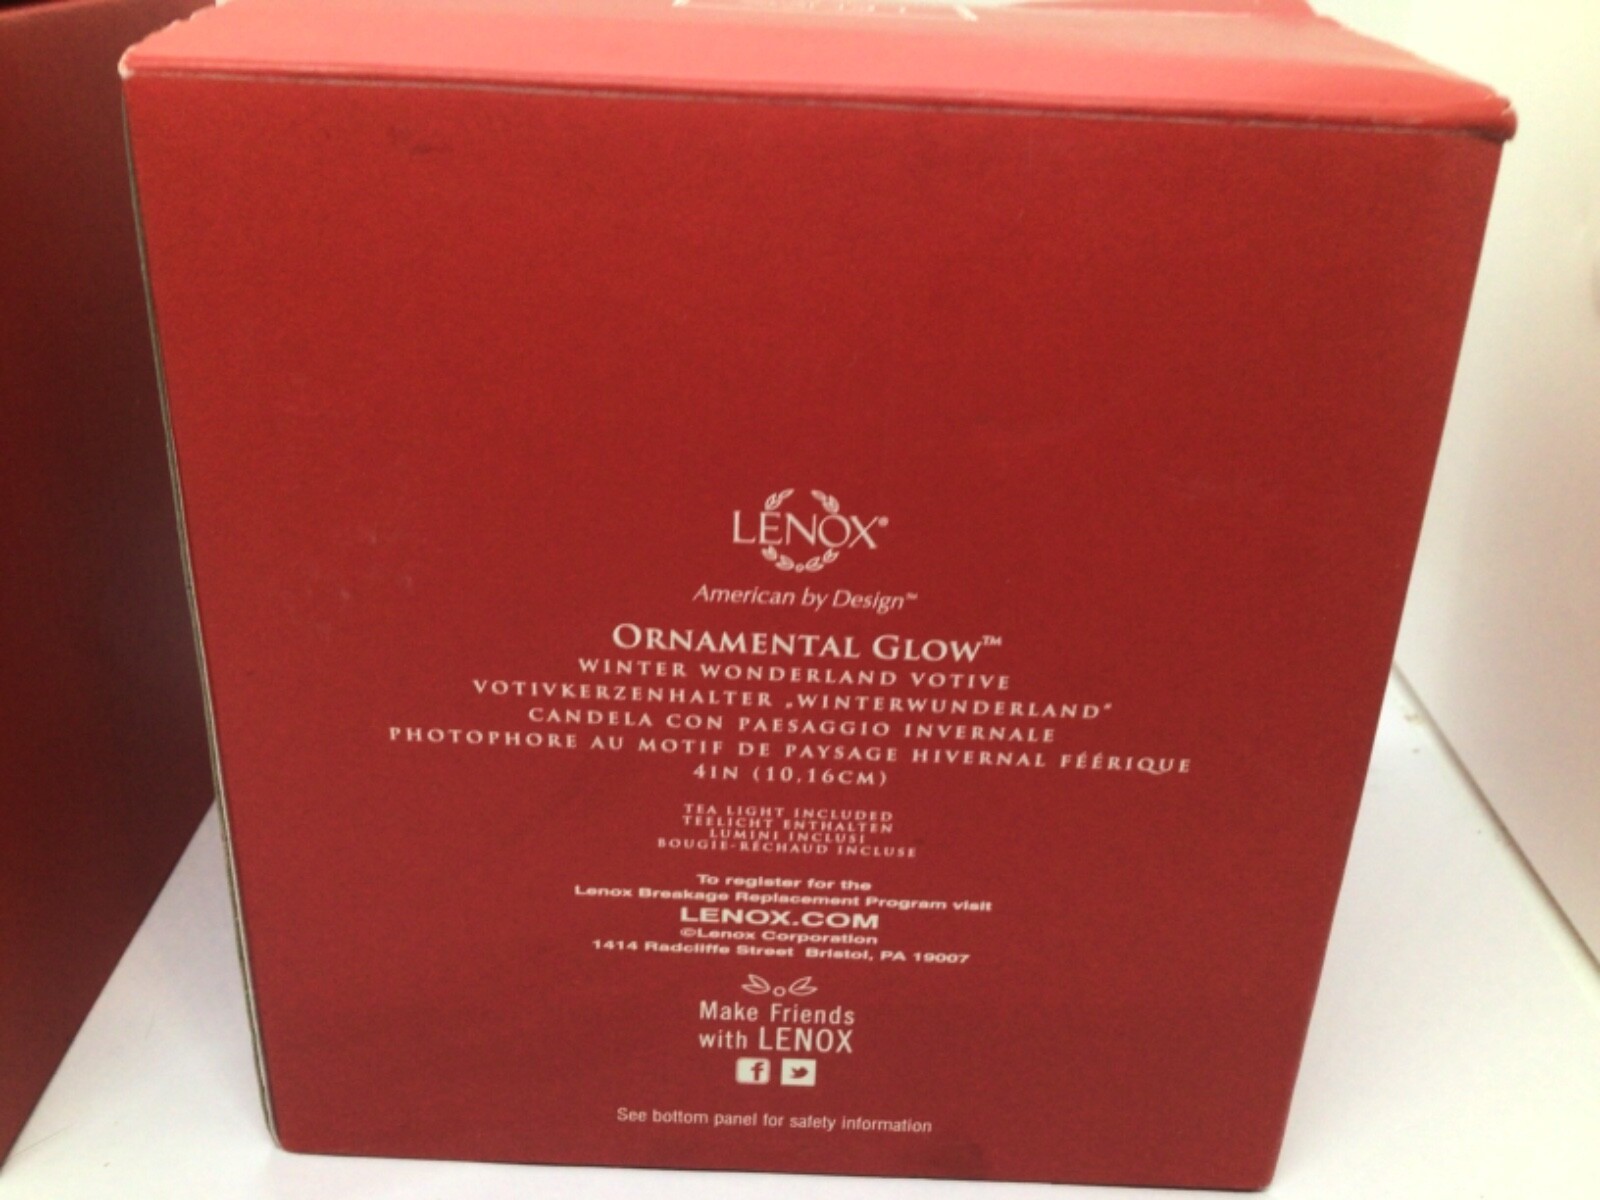 LENOX®
American by Design™
ORNAMENTAL GLOW™
WINTER WONDERLAND VOTIVE
VOTIVKERZENHALTER „WINTERWUNDERLAND"
CANDELA CON PAESAGGIO INVERNALE
PHOTOPHORE AU MOTIF DE PAYSAGE HIVERNAL FÉÉRIQUE
4IN (10,16CM)
TEA LIGHT INCLUDED
TEELICHT ENTHALTEN
LUMINI INCLUSI
BOUGIE-RÉCHAUD INCLUSE
To register for the
Lenox Breakage Replacement Program visit
LENOX.COM
©Lenox Corporation
1414 Radcliffe Street Bristol, PA 19007
Make Friends
with LENOX
See bottom panel for safety information